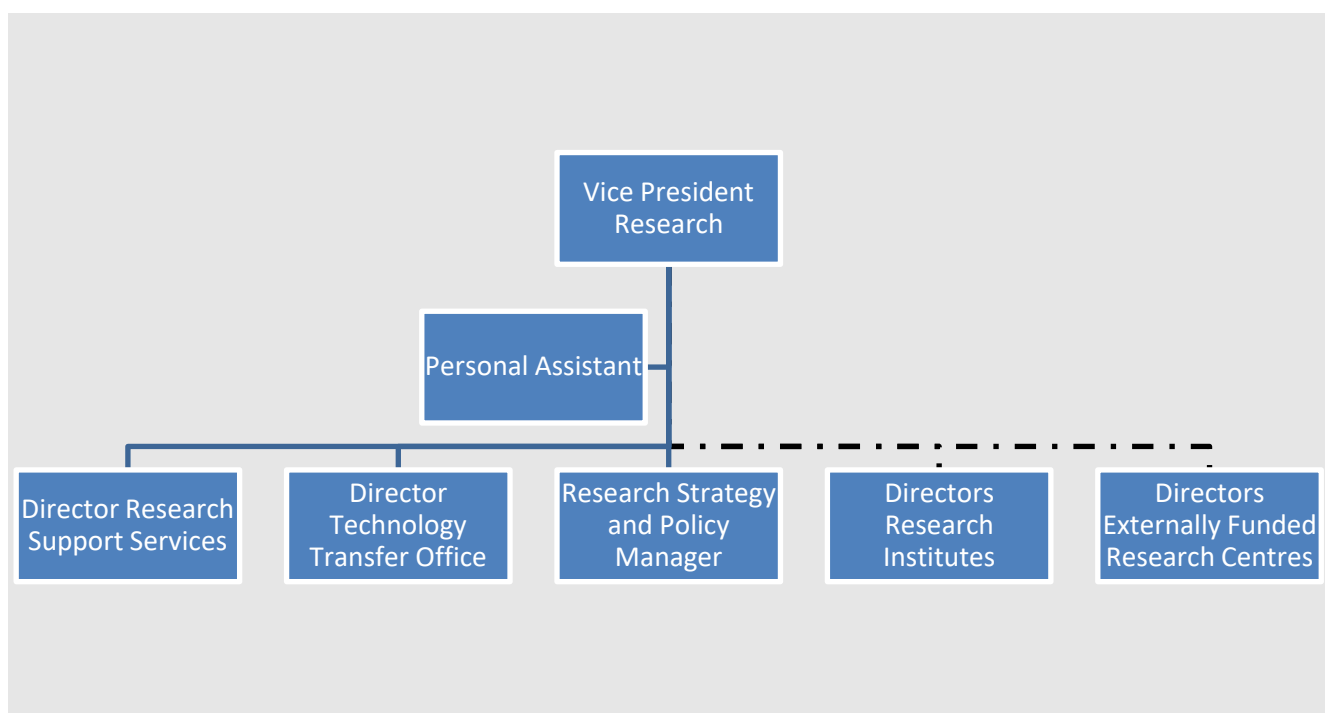 Vice President
Research
Personal Assistant
Director Research
Support Services
Director
Technology
Transfer Office
Research Strategy
and Policy
Manager
Directors
Research
Institutes
Directors
Externally Funded
Research Centres